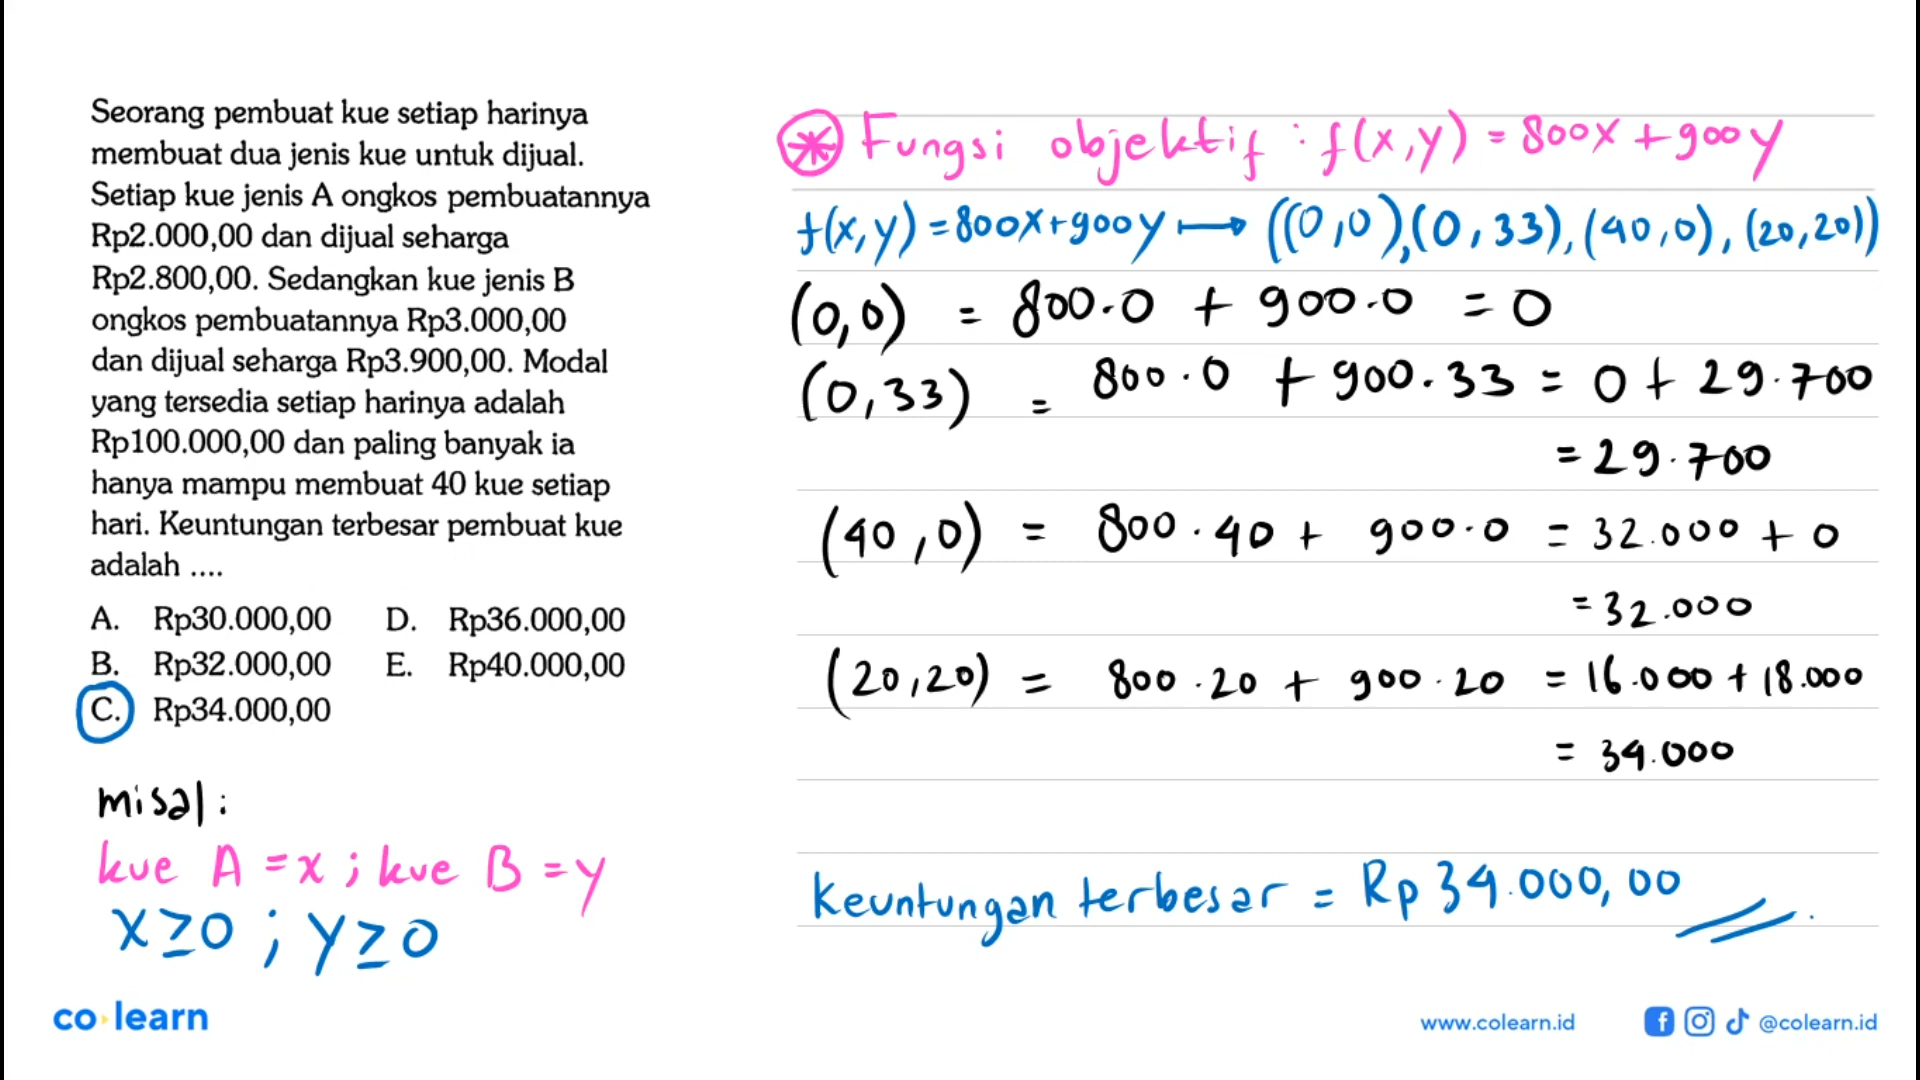 Seorang pembuat kue setiap harinya
membuat dua jenis kue untuk dijual.
Setiap kue jenis A ongkos pembuatannya
Rp2.000,00 dan dijual seharga
Rp2.800,00. Sedangkan kue jenis B
ongkos pembuatannya Rp3.000,00
dan dijual seharga Rp3.900,00. Modal
yang tersedia setiap harinya adalah
Rp100.000,00 dan paling banyak ia
hanya mampu membuat 40 kue setiap
hari. Keuntungan terbesar pembuat kue
adalah ....
A. Rp30.000,00 D. Rp36.000,00
B. Rp32.000,00 E. Rp40.000,00
C. Rp34.000,00
misal:
kue A = x ; kue B = y
x ≥ 0 ; y ≥ 0
* Fungsi objektif : f(x,y) = 800x + 900y
f(x,y) = 800x + 900y ↦ ((0,0),(0,33),(40,0),(20,20))
(0,0) = 800.0 + 900.0 = 0
(0,33) = 800.0 + 900.33 = 0 + 29.700
= 29.700
(40,0) = 800.40 + 900.0 = 32.000 + 0
= 32.000
(20,20) = 800.20 + 900.20 = 16.000 + 18.000
= 34.000
Keuntungan terbesar = Rp 34.000,00
co learn
www.colearn.id @colearn.id